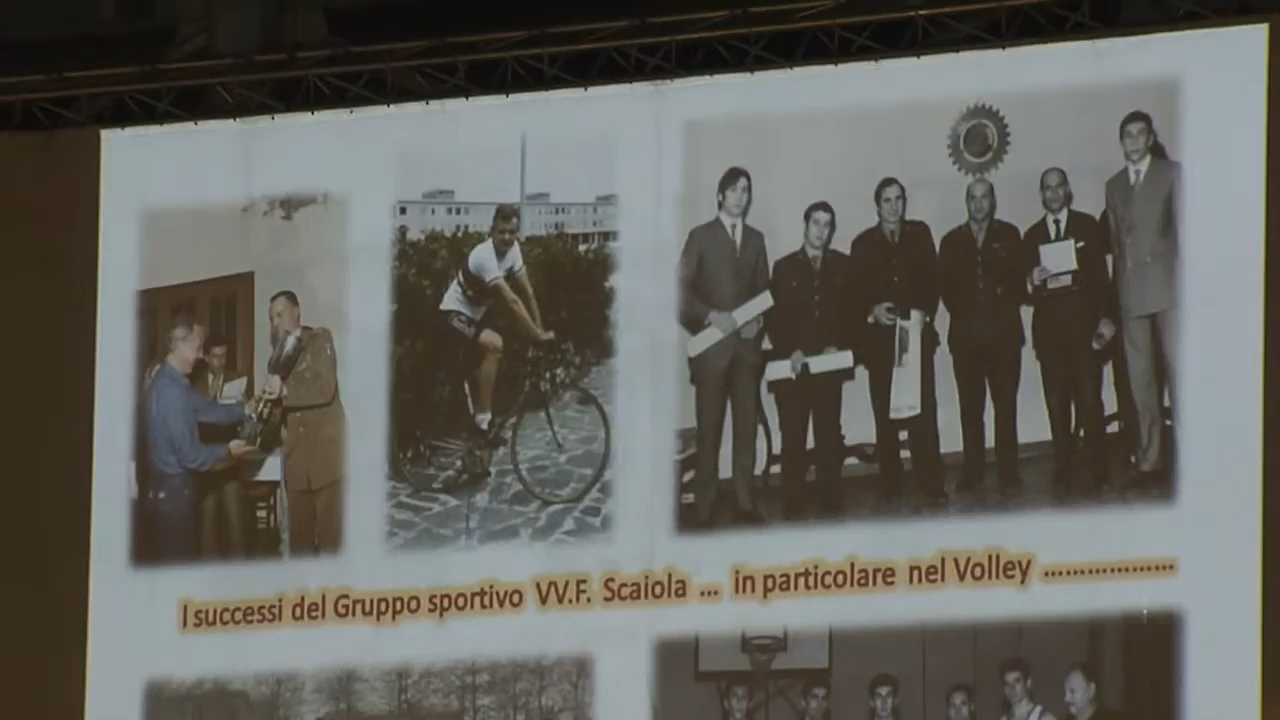 I successi del Gruppo sportivo VV.F. Scaiola ... in particolare nel Volley ..................